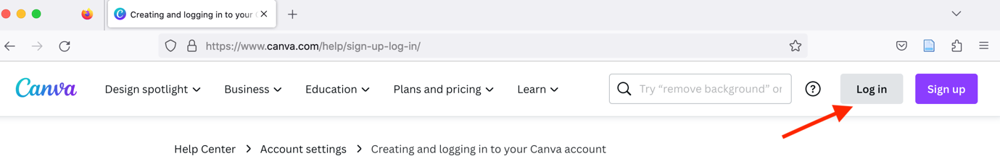 Creating and logging in to your
https://www.canva.com/help/sign-up-log-in/
Canva Design spotlight Business Education Plans and pricing Learn Try “remove background” or Log in Sign up
Help Center > Account settings > Creating and logging in to your Canva account